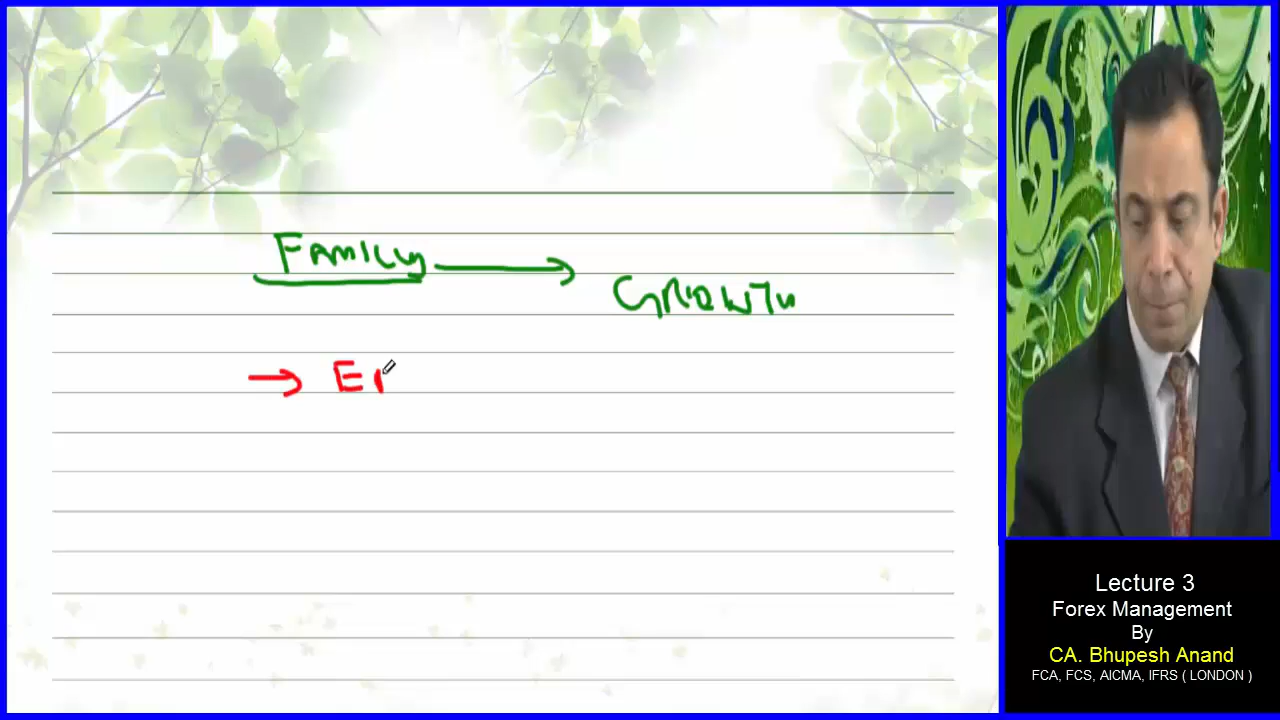 FAMILY
GROWTH
E
Lecture 3
Forex Management
By
CA. Bhupesh Anand
FCA, FCS, AICMA, IFRS ( LONDON )